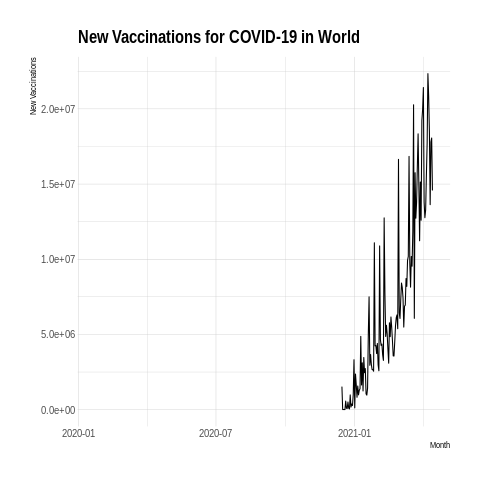 New Vaccinations for COVID-19 in World
New Vaccinations
2.0e+07
1.5e+07
1.0e+07
5.0e+06
0.0e+00
2020-01
2020-07
2021-01
Month